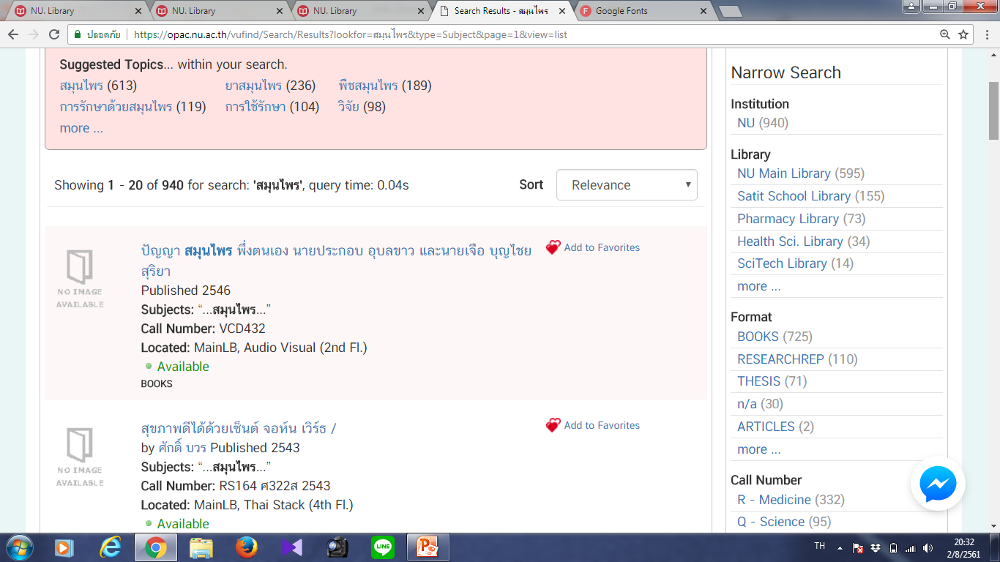 NU. Library
NU. Library
NU. Library
Search Results - สมุนไพร
Google Fonts
ปลอดภัย
https://opac.nu.ac.th/vufind/Search/Results?lookfor=สมุนไพร&type=Subject&page=1&view=list
Suggested Topics... within your search.
สมุนไพร (613) ยาสมุนไพร (236) พืชสมุนไพร (189)
การรักษาด้วยสมุนไพร (119) การใช้รักษา (104) วิจัย (98)
more ...
Showing 1 - 20 of 940 for search: 'สมุนไพร', query time: 0.04s
Sort
Relevance
NO IMAGE
AVAILABLE
ปัญญา สมุนไพร พึ่งตนเอง นายประกอบ อุบลขาว และนายเจือ บุญไชย
สุริยา
Published 2546
Subjects: “...สมุนไพร...”
Call Number: VCD432
Located: MainLB, Audio Visual (2nd Fl.)
Available
BOOKS
Add to Favorites
NO IMAGE
AVAILABLE
สุขภาพดีได้ด้วยเซ็นต์ จอห์น เวิร์ธ /
by ศักดิ์ บวร Published 2543
Subjects: “...สมุนไพร...”
Call Number: RS164 ศ322ส 2543
Located: MainLB, Thai Stack (4th Fl.)
Available
Add to Favorites
Narrow Search
Institution
NU (940)
Library
NU Main Library (595)
Satit School Library (155)
Pharmacy Library (73)
Health Sci. Library (34)
SciTech Library (14)
more ...
Format
BOOKS (725)
RESEARCHREP (110)
THESIS (71)
n/a (30)
ARTICLES (2)
more ...
Call Number
R - Medicine (332)
Q - Science (95)
LINE
TH
20:32
2/8/2561